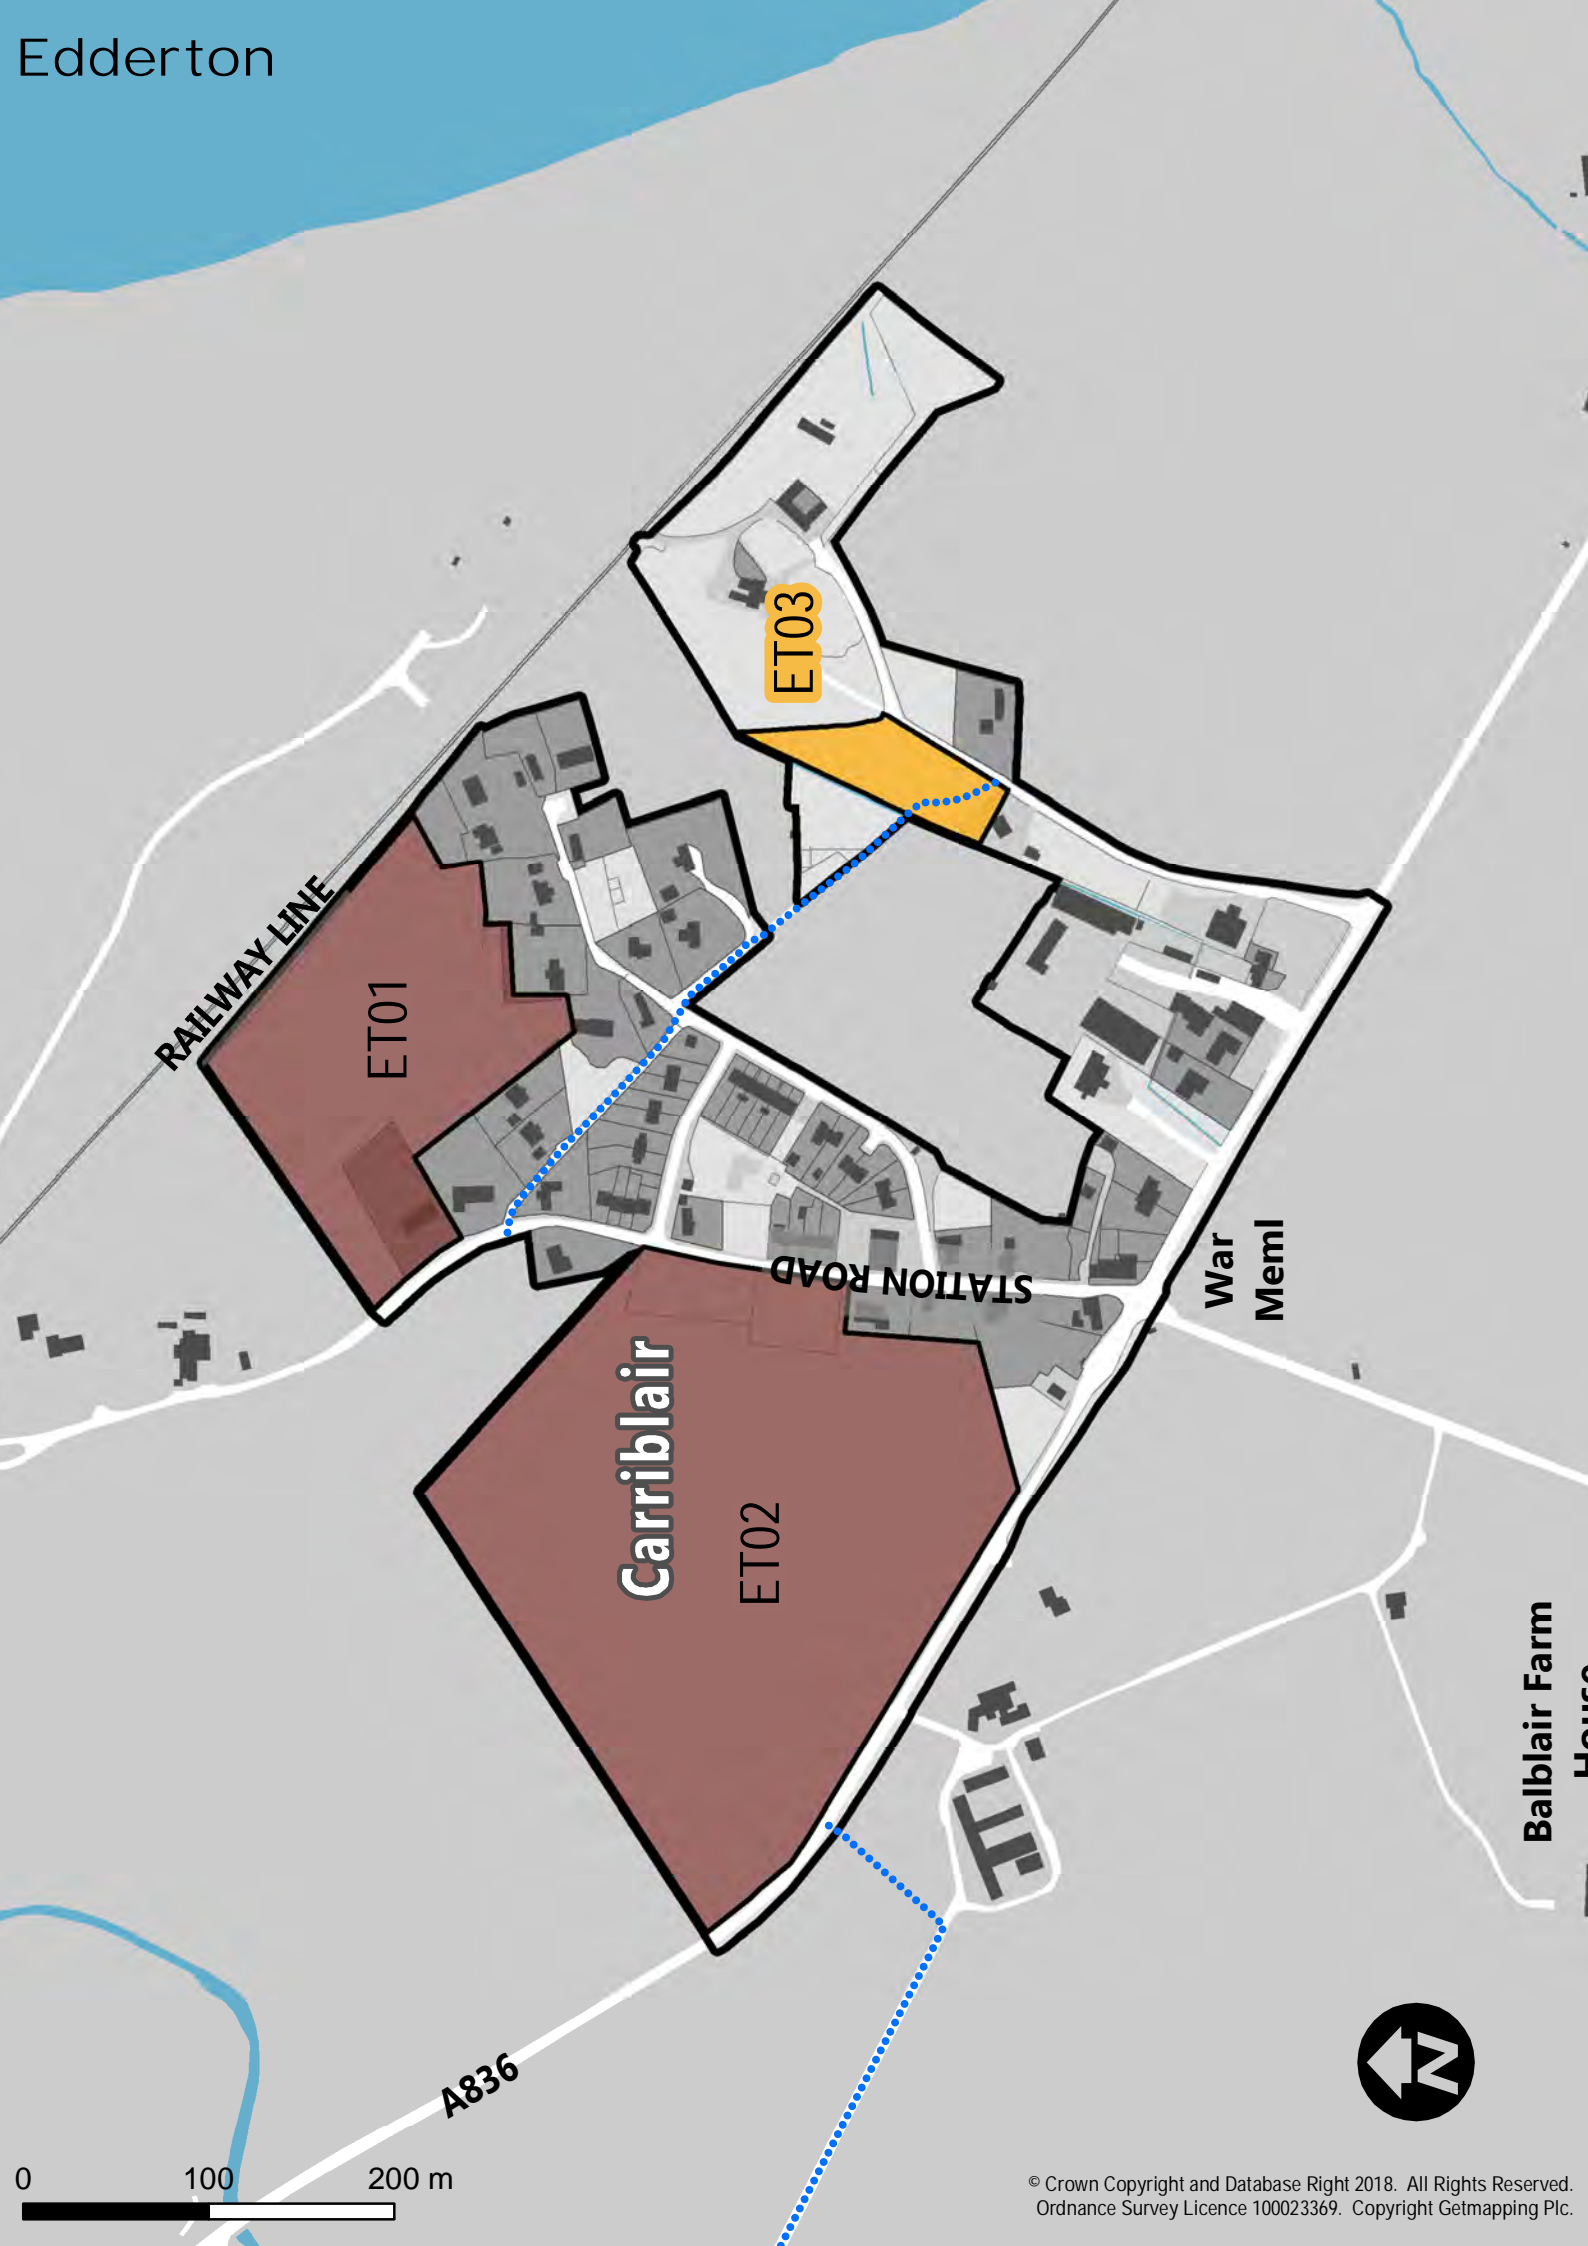 Edderton
RAILWAY LINE
ET03
ET01
STATION ROAD
War
Meml
Carriblair
ET02
Balblair Farm
House
A836
N
0 100 200 m
© Crown Copyright and Database Right 2018. All Rights Reserved.
Ordnance Survey Licence 100023369. Copyright Getmapping Plc.